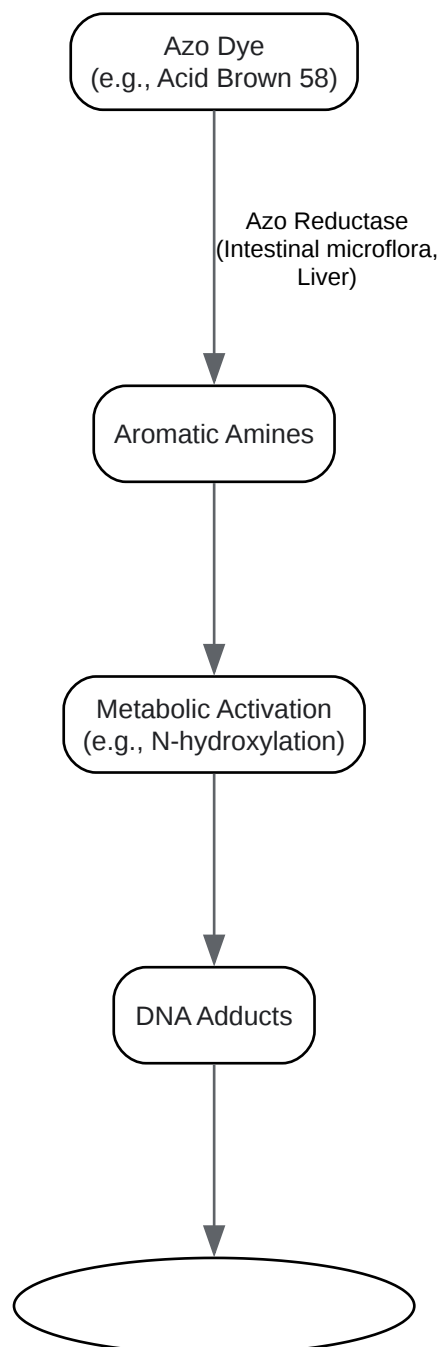 Azo Dye
(e.g., Acid Brown 58)
Azo Reductase
(Intestinal microflora,
Liver)
Aromatic Amines
Metabolic Activation
(e.g., N-hydroxylation)
DNA Adducts